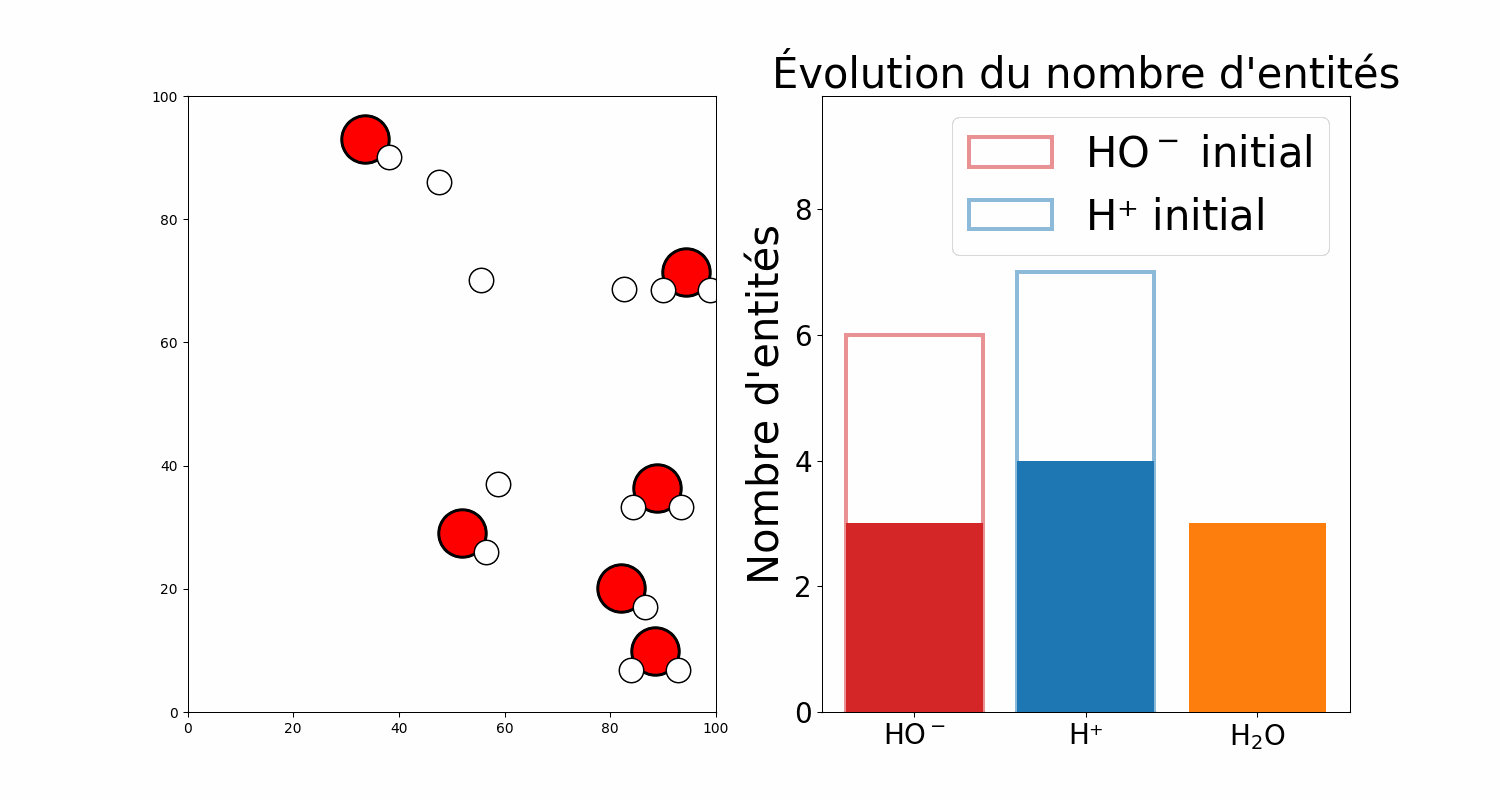 100
80
60
40
20
0
0 20 40 60 80 100
Évolution du nombre d'entités
HO⁻ initial
H⁺ initial
Nombre d'entités
8
6
4
2
0
HO⁻ H⁺ H₂O